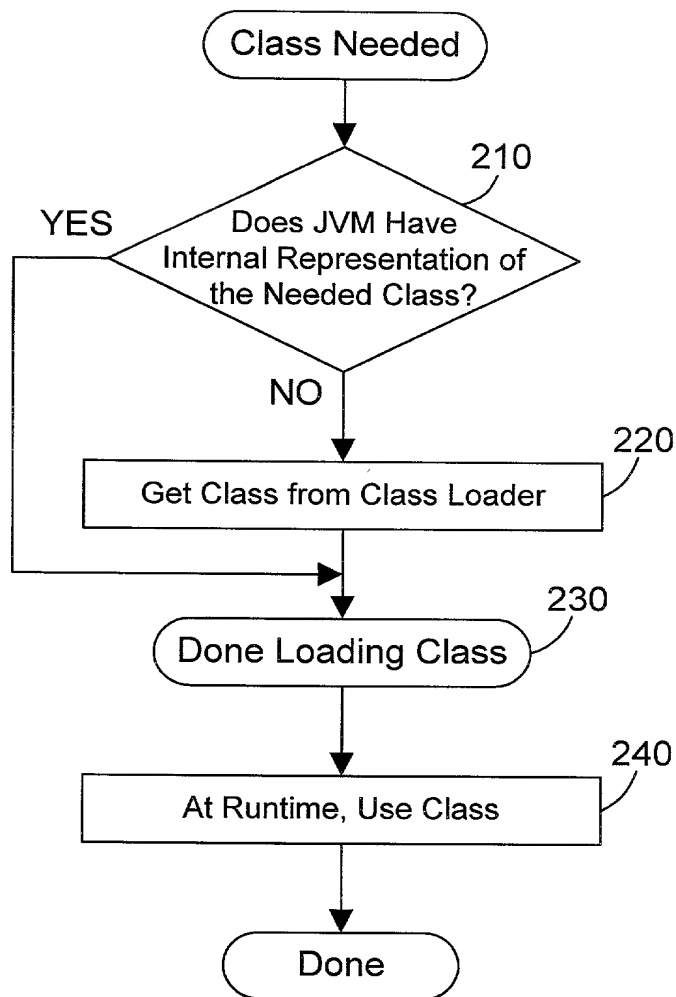 Class Needed
210
YES
Does JVM Have
Internal Representation of
the Needed Class?
NO
220
Get Class from Class Loader
230
Done Loading Class
240
At Runtime, Use Class
Done